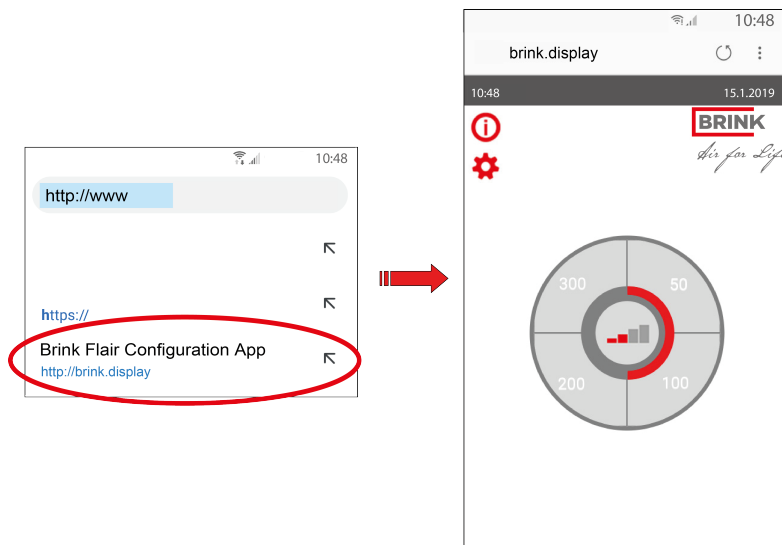 10:48
http://www
https://
Brink Flair Configuration App
http://brink.display
10:48
brink.display
10:48
15.1.2019
BRINK
Air for Life
300
50
200
100